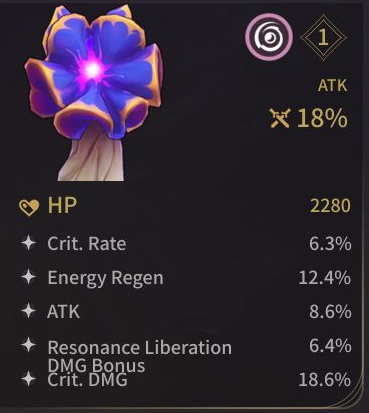 1
ATK
18%
HP 2280
Crit. Rate 6.3%
Energy Regen 12.4%
ATK 8.6%
Resonance Liberation 6.4%
DMG Bonus
Crit. DMG 18.6%